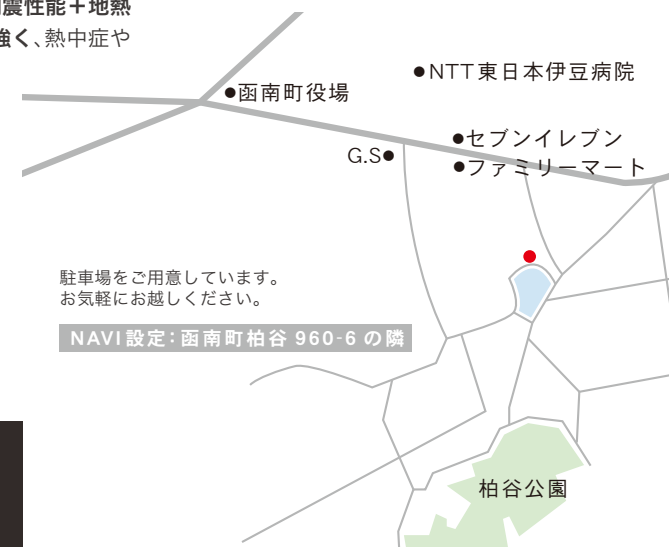 震性能＋地熱
強く、熱中症や
●NTT東日本伊豆病院
●函南町役場
●セブンイレブン
G.S●
●ファミリーマート
駐車場をご用意しています。
お気軽にお越しください。
NAVI設定：函南町柏谷 960-6 の隣
柏谷公園